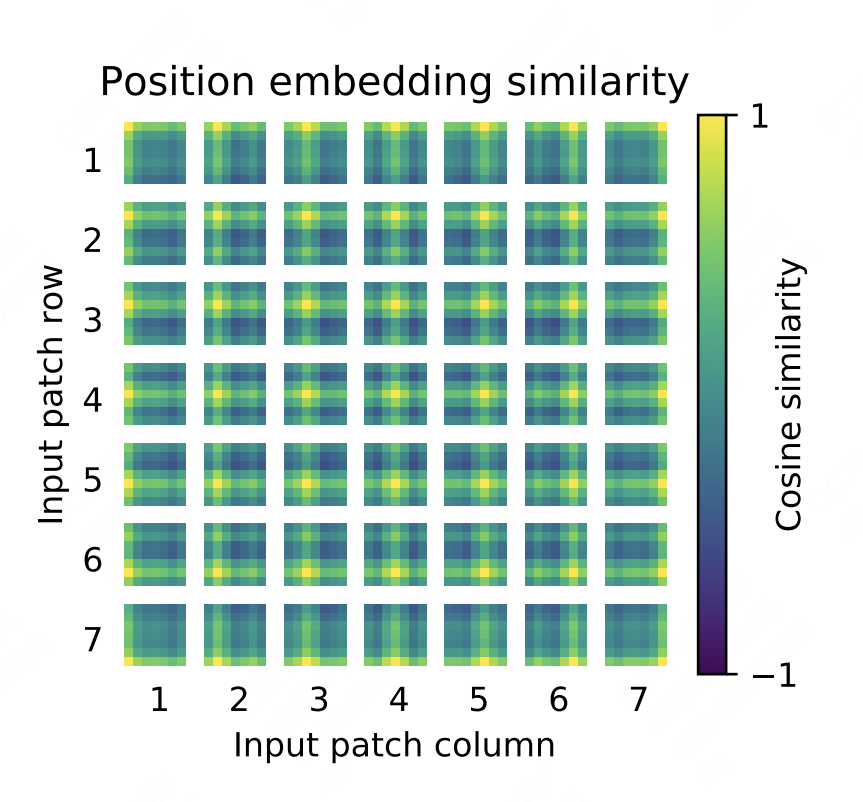 Position embedding similarity
1
2
3
4
5
6
7
Input patch row
1 2 3 4 5 6 7
Input patch column
1
−1
Cosine similarity